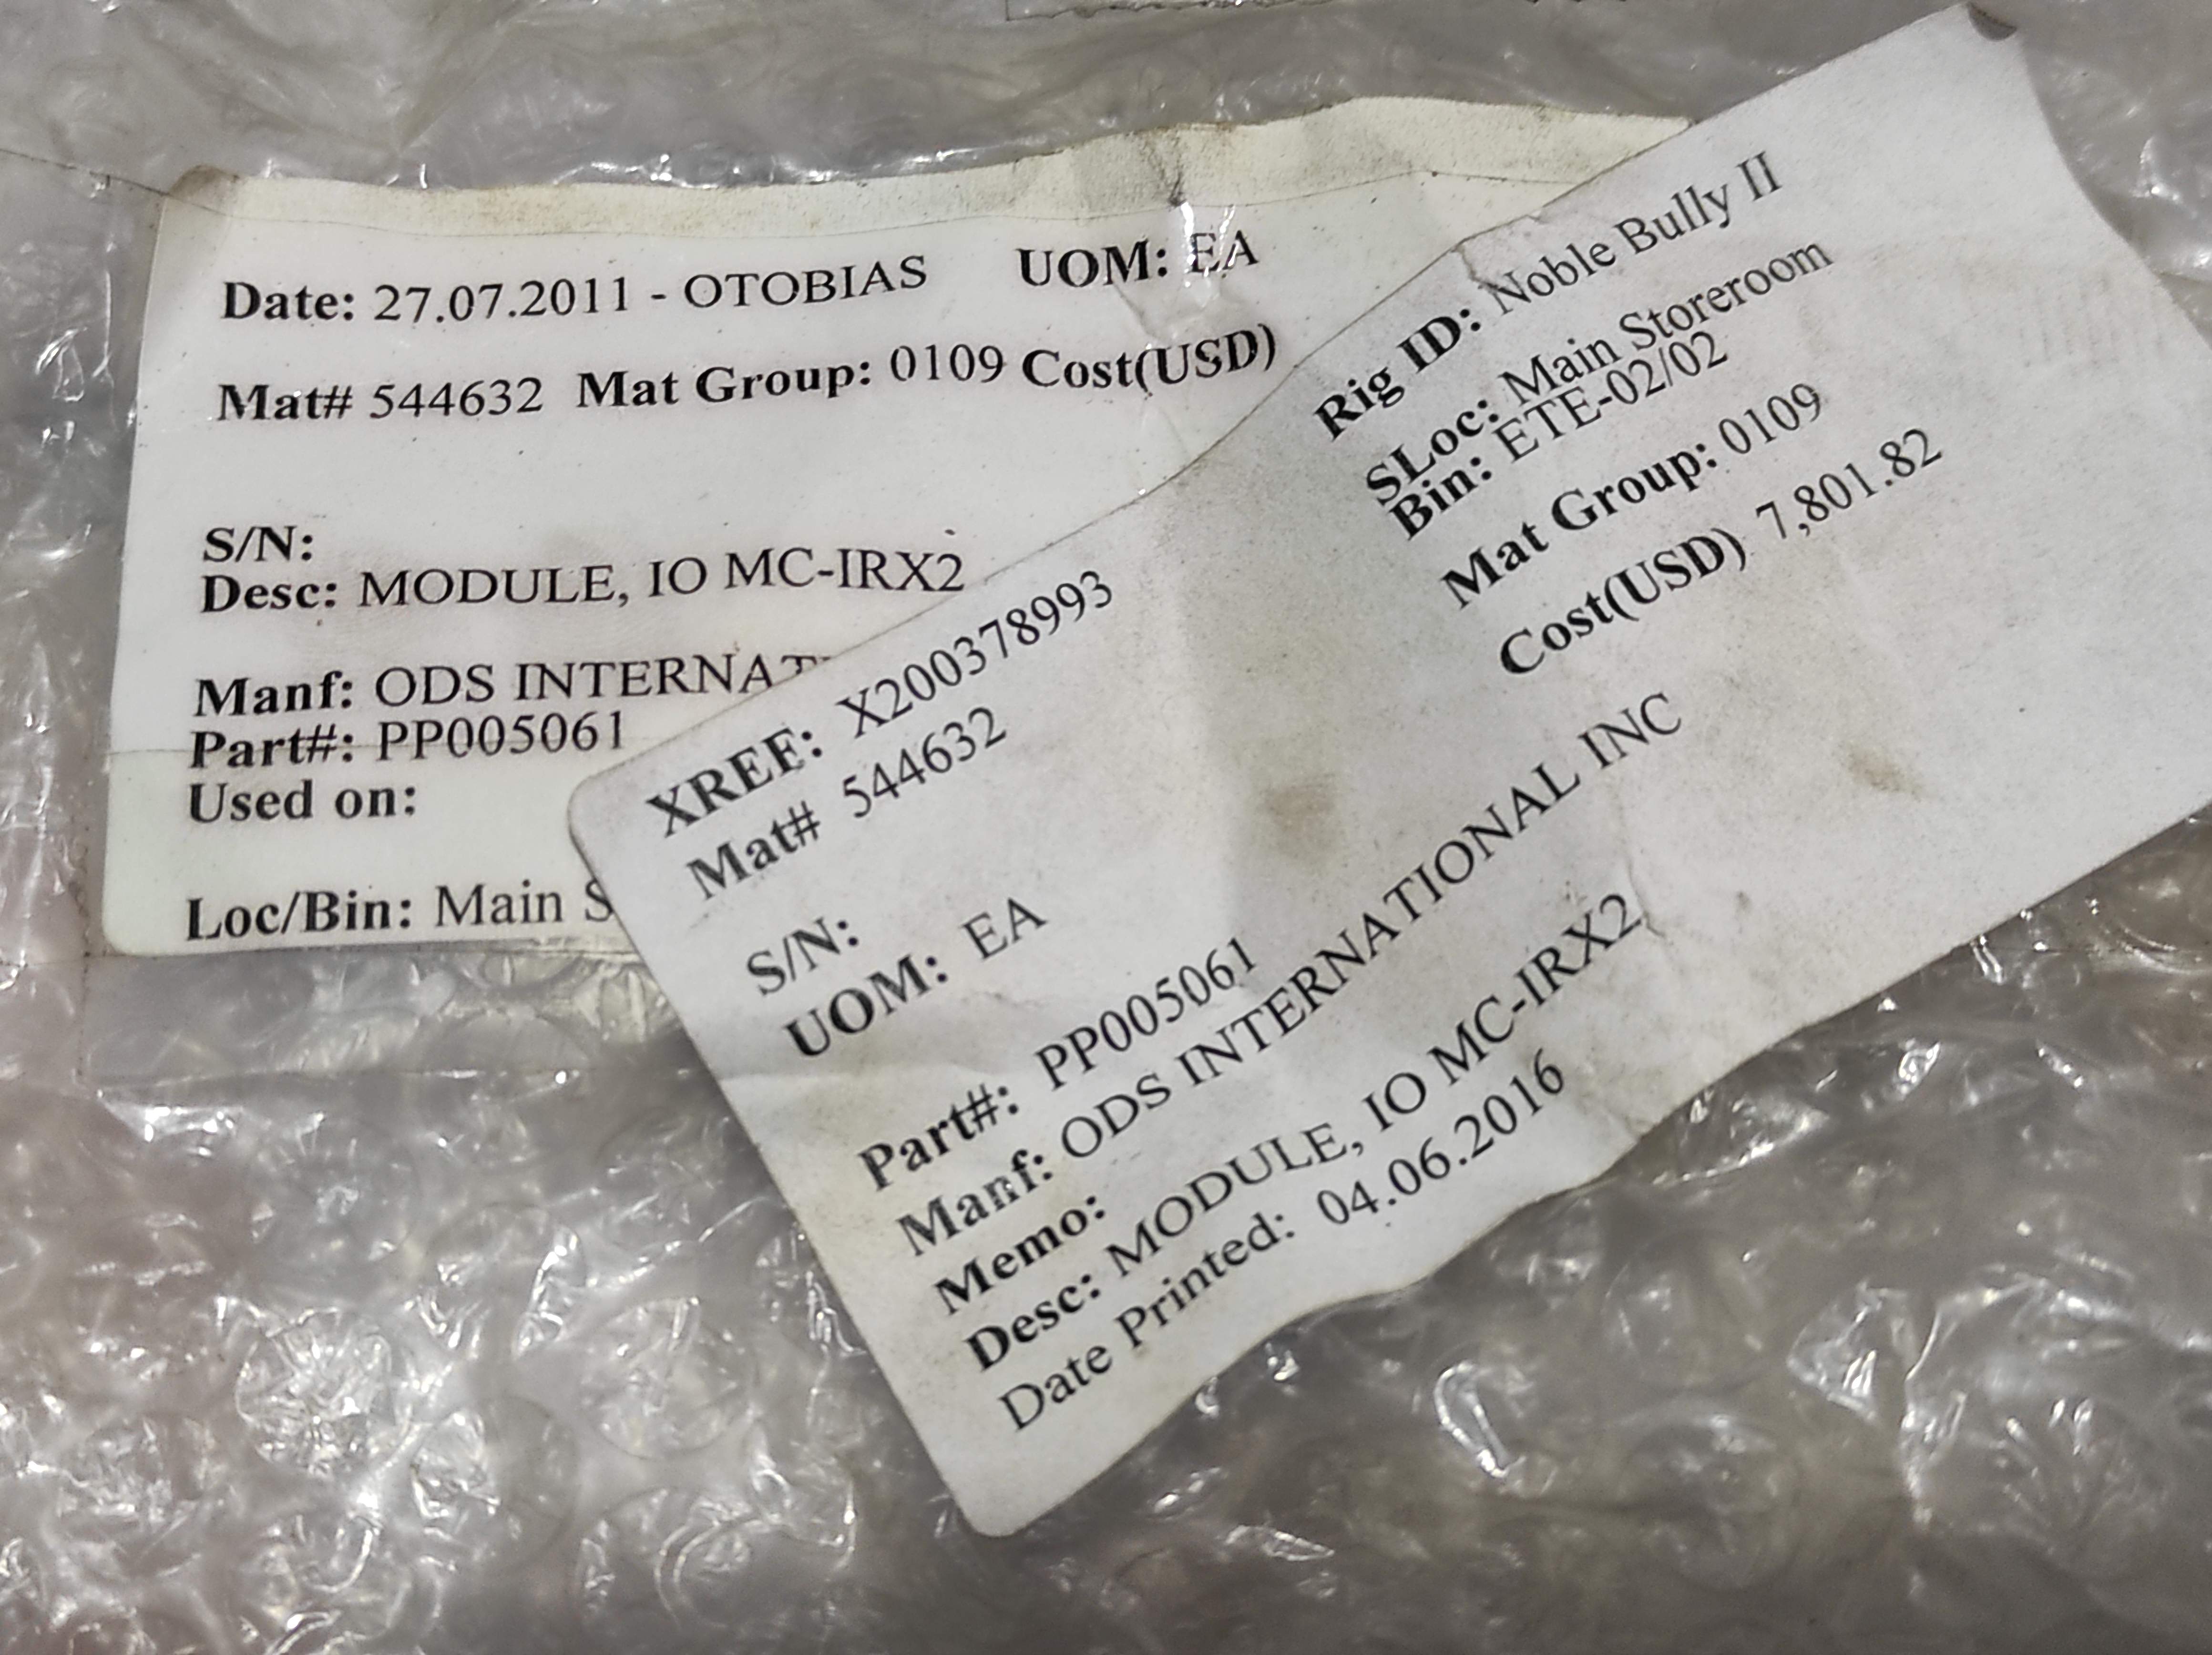 Date: 27.07.2011 - OTOBIAS UOM: EA
Mat# 544632 Mat Group: 0109 Cost(USD)
S/N:
Desc: MODULE, IO MC-IRX2
Manf: ODS
Part#: PP005061
Used on:
Loc/Bin: Main
Rig ID: Noble Bully II
SLoc: Main Storeroom
Bin: ETE-02/02
Mat Group: 0109
Cost(USD) 7,801.82
XREF: X200378993
Mat# 544632
S/N:
UOM: EA
Part#: PP005061
Manf: ODS INTERNATIONAL INC
Memo:
Desc: MODULE, IO MC-IRX2
Date Printed: 04.06.2016